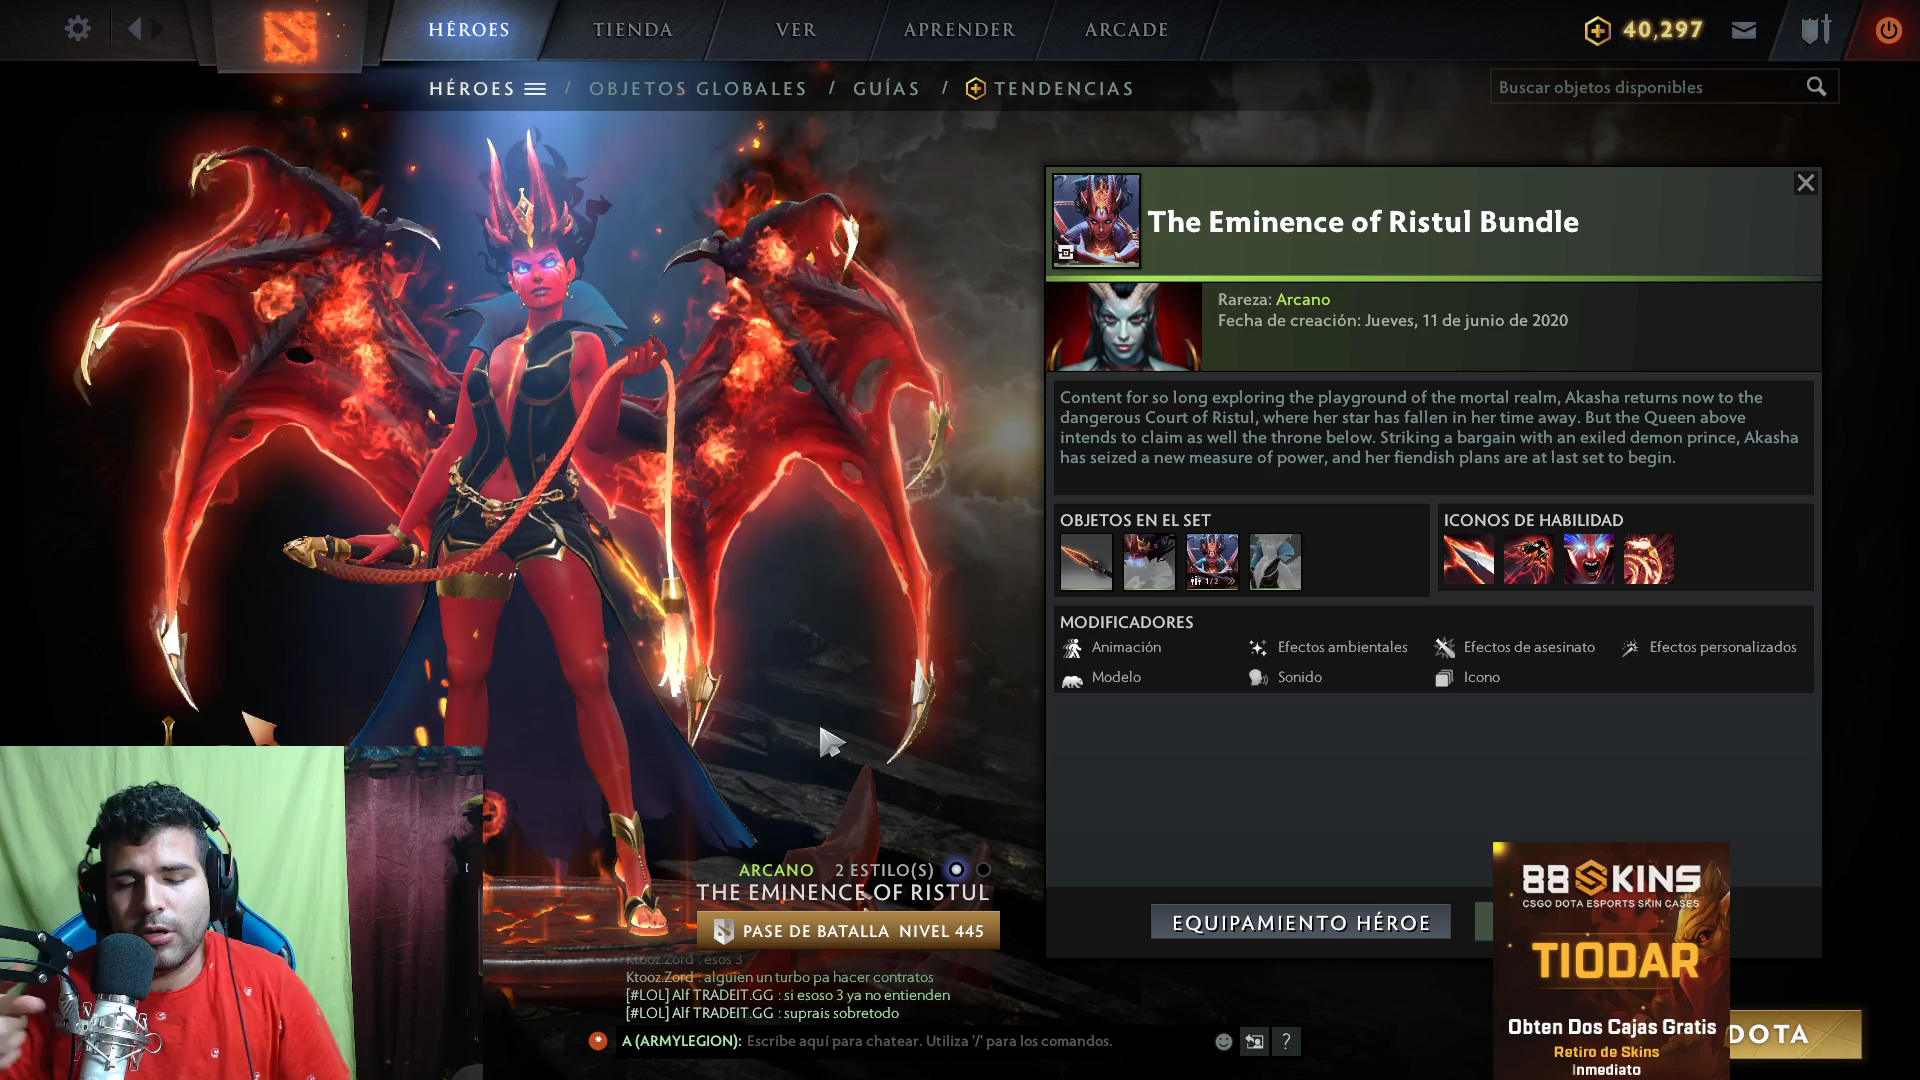 HÉROES
TIENDA
VER
APRENDER
ARCADE
40,297
HÉROES / OBJETOS GLOBALES / GUÍAS / TENDENCIAS
Buscar objetos disponibles
The Eminence of Ristul Bundle
Rareza: Arcano
Fecha de creación: Jueves, 11 de junio de 2020
Content for so long exploring the playground of the mortal realm, Akasha returns now to the
dangerous Court of Ristul, where her star has fallen in her time away. But the Queen above
intends to claim as well the throne below. Striking a bargain with an exiled demon prince, Akasha
has seized a new measure of power, and her fiendish plans are at last set to begin.
OBJETOS EN EL SET
1/2
ICONOS DE HABILIDAD
MODIFICADORES
Animación
Efectos ambientales
Efectos de asesinato
Efectos personalizados
Modelo
Sonido
Icono
ARCANO 2 ESTILO(S)
THE EMINENCE OF RISTUL
PASE DE BATALLA NIVEL 445
EQUIPAMIENTO HÉROE
Ktooz.Zord : esos 3
Ktooz.Zord : alguien un turbo pa hacer contratos
[#LOL] Alf TRADEIT.GG : si esoso 3 ya no entienden
[#LOL] Alf TRADEIT.GG : suprais sobretodo
A (ARMYLEGION): Escribe aquí para chatear. Utiliza '/' para los comandos.
?
88SKINS
CSGO DOTA ESPORTS SKIN CASES
TIODAR
Obten Dos Cajas Gratis
Retiro de Skins
Inmediato
DOTA